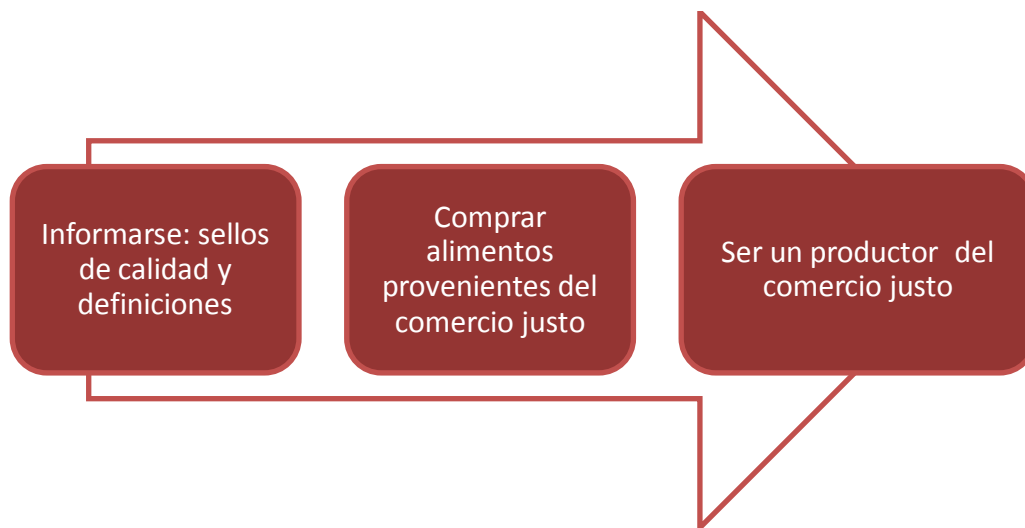 Informarse: sellos
de calidad y
definiciones
Comprar
alimentos
provenientes del
comercio justo
Ser un productor  del
comercio justo